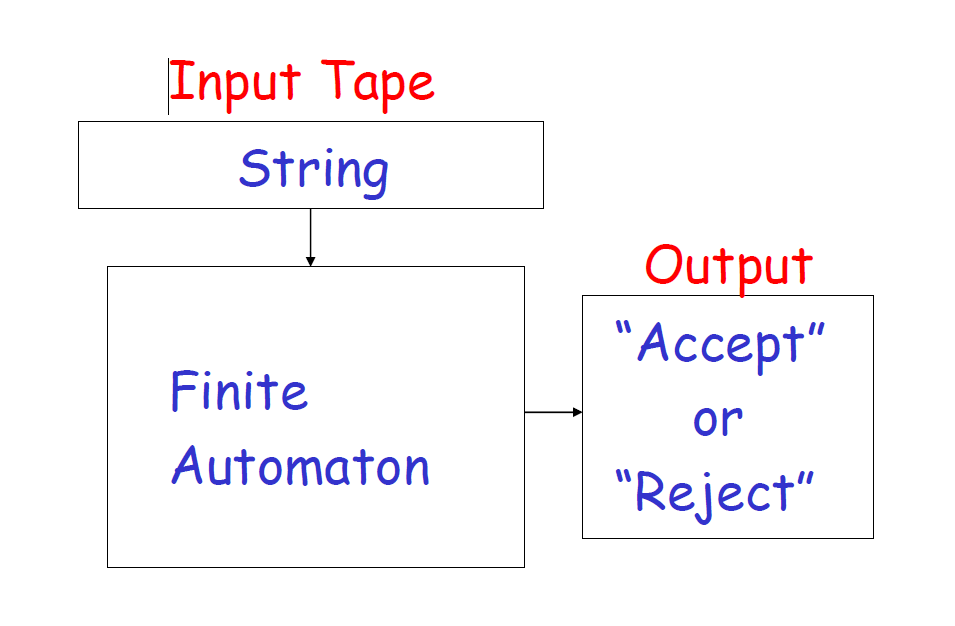 Input Tape
String
Output
“Accept”
or
“Reject”
Finite
Automaton